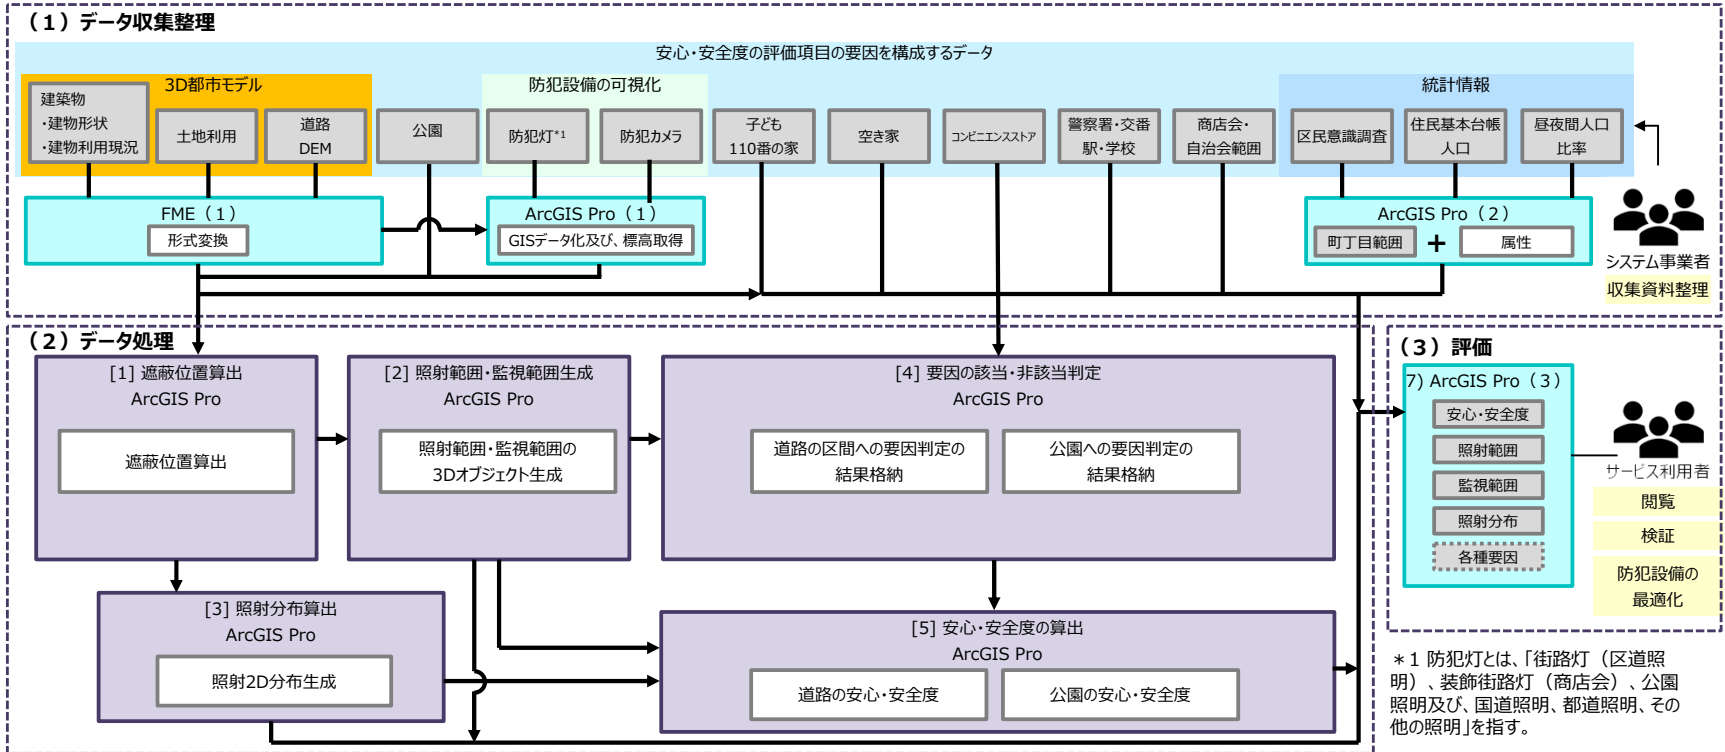 （１）データ収集整理
安心・安全度の評価項目の要因を構成するデータ
3D都市モデル
防犯設備の可視化
統計情報
建築物
・建物形状
・建物利用現況
土地利用
道路
DEM
公園
防犯灯*1
防犯カメラ
子ども
110番の家
空き家
コンビニエンスストア
警察署・交番
駅・学校
商店会・
自治会範囲
区民意識調査
住民基本台帳
人口
昼夜間人口
比率
FME（１）
形式変換
ArcGIS Pro（１）
GISデータ化及び、標高取得
ArcGIS Pro（２）
町丁目範囲
+
属性
システム事業者
収集資料整理
（２）データ処理
[1] 遮蔽位置算出
ArcGIS Pro
遮蔽位置算出
[2] 照射範囲・監視範囲生成
ArcGIS Pro
照射範囲・監視範囲の
3Dオブジェクト生成
[4] 要因の該当・非該当判定
ArcGIS Pro
道路の区間への要因判定の
結果格納
公園への要因判定の
結果格納
[3] 照射分布算出
ArcGIS Pro
照射2D分布生成
[5] 安心・安全度の算出
ArcGIS Pro
道路の安心・安全度
公園の安心・安全度
（３）評価
7) ArcGIS Pro（３）
安心・安全度
照射範囲
監視範囲
照射分布
各種要因
サービス利用者
閲覧
検証
防犯設備の
最適化
＊1 防犯灯とは、「街路灯（区道照
明）、装飾街路灯（商店会）、公園
照明及び、国道照明、都道照明、その
他の照明」を指す。